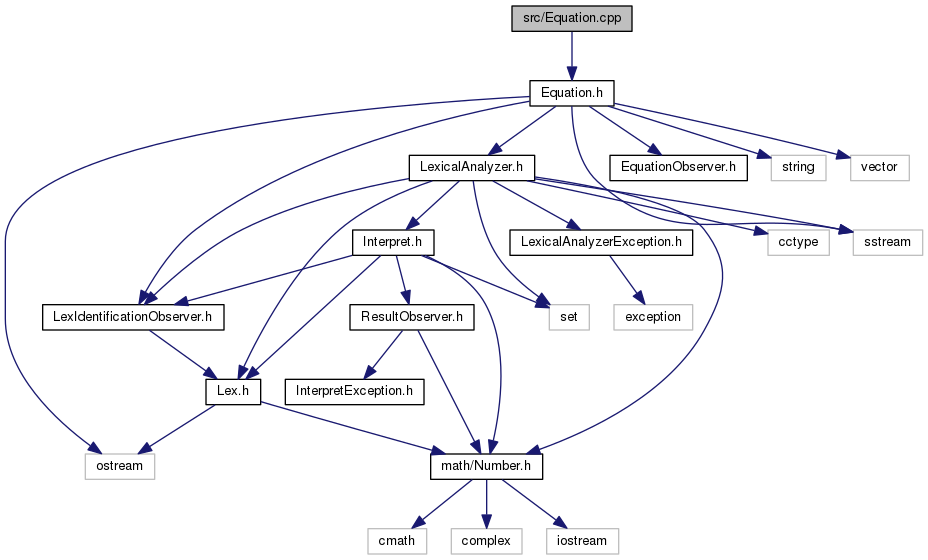 src/Equation.cpp
Equation.h
LexicalAnalyzer.h
EquationObserver.h
string
vector
Interpret.h
LexicalAnalyzerException.h
cctype
sstream
LexIdentificationObserver.h
ResultObserver.h
set
exception
Lex.h
InterpretException.h
ostream
math/Number.h
cmath
complex
iostream